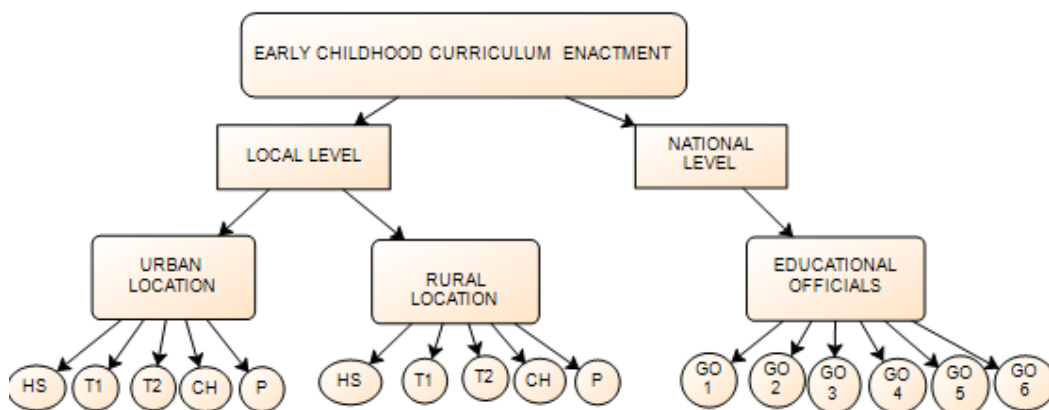 EARLY CHILDHOOD CURRICULUM ENACTMENT
LOCAL LEVEL
NATIONAL
LEVEL
URBAN
LOCATION
RURAL
LOCATION
EDUCATIONAL
OFFICIALS
HS
T1
T2
CH
P
HS
T1
T2
CH
P
GO
1
GO
2
GO
3
GO
4
GO
5
GO
6